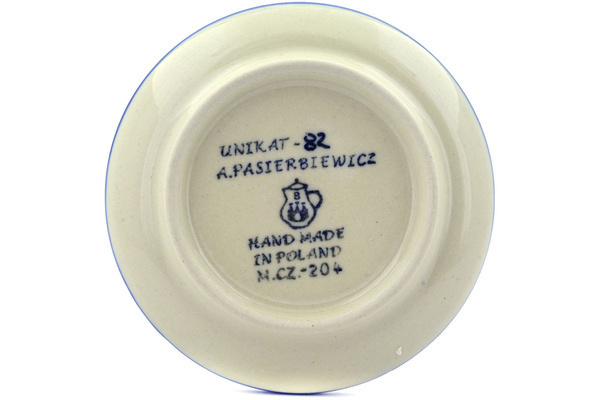 UNIKAT - 82
A.PASIERBIEWICZ
B
HAND MADE
IN POLAND
M.CZ.-204